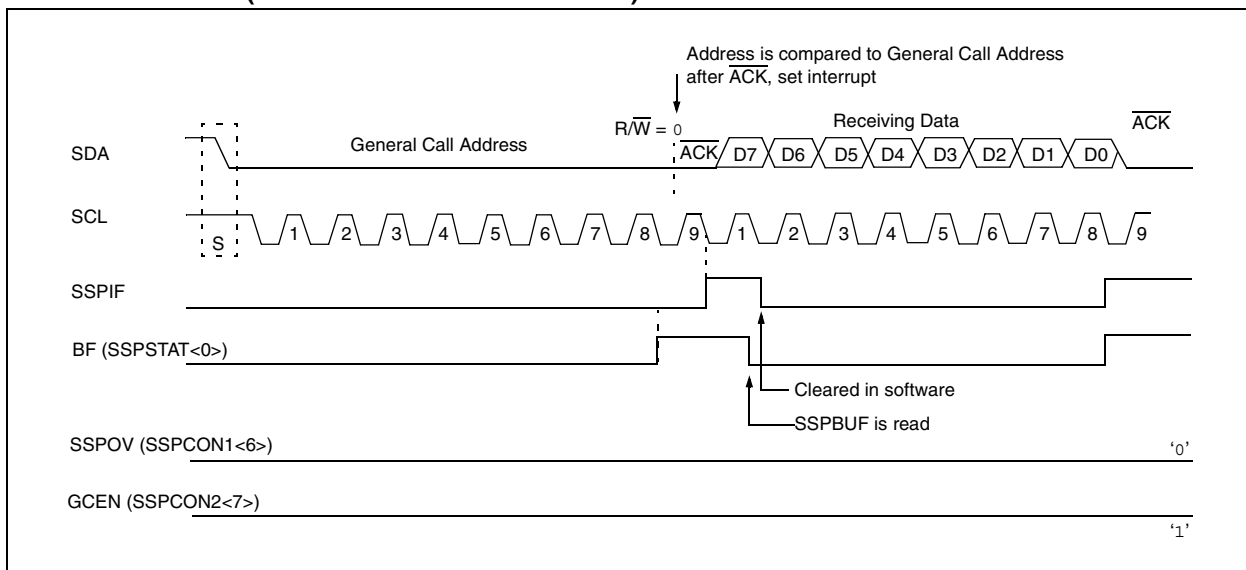 Address is compared to General Call Address
after ACK, set interrupt
R/W = 0
Receiving Data
ACK
SDA
General Call Address
ACK
D7 D6 D5 D4 D3 D2 D1 D0
SCL
S
1 2 3 4 5 6 7 8 9 1 2 3 4 5 6 7 8 9
SSPIF
BF (SSPSTAT<0>)
Cleared in software
SSPBUF is read
SSPOV (SSPCON1<6>)
‘0’
GCEN (SSPCON2<7>)
‘1’